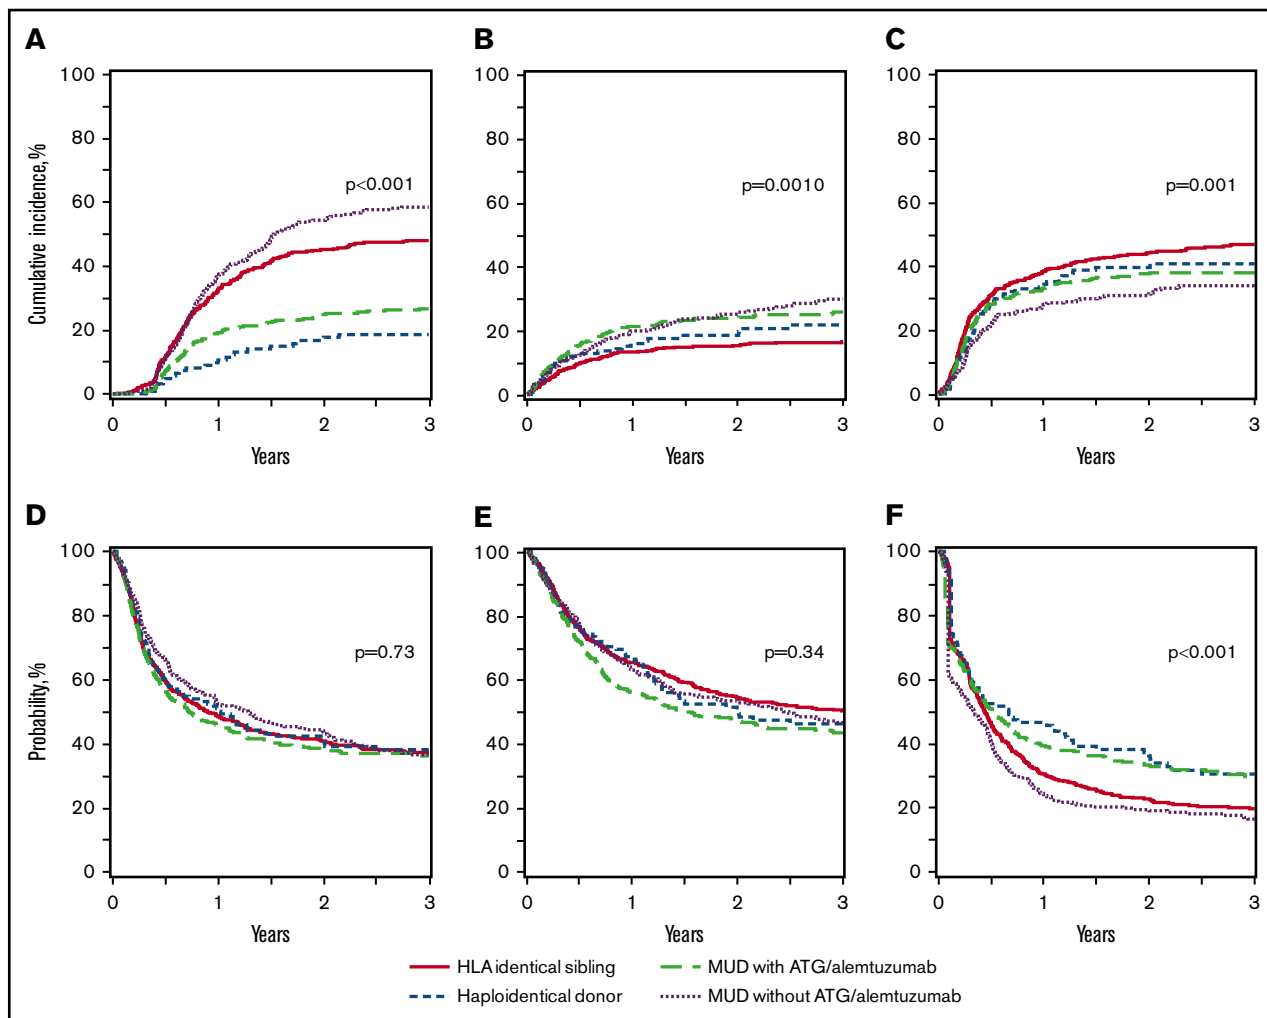 A
B
C
Cumulative incidence,%
100
80
60
40
20
0
p<0.001
0 1 2 3
Years
100
80
60
40
20
0
p=0.0010
0 1 2 3
Years
100
80
60
40
20
0
p=0.001
0 1 2 3
Years
D
E
F
Probability,%
100
80
60
40
20
0
p=0.73
0 1 2 3
Years
100
80
60
40
20
0
p=0.34
0 1 2 3
Years
100
80
60
40
20
0
p<0.001
0 1 2 3
Years
HLA identical sibling
Haploidentical donor
MUD with ATG/alemtuzumab
MUD without ATG/alemtuzumab